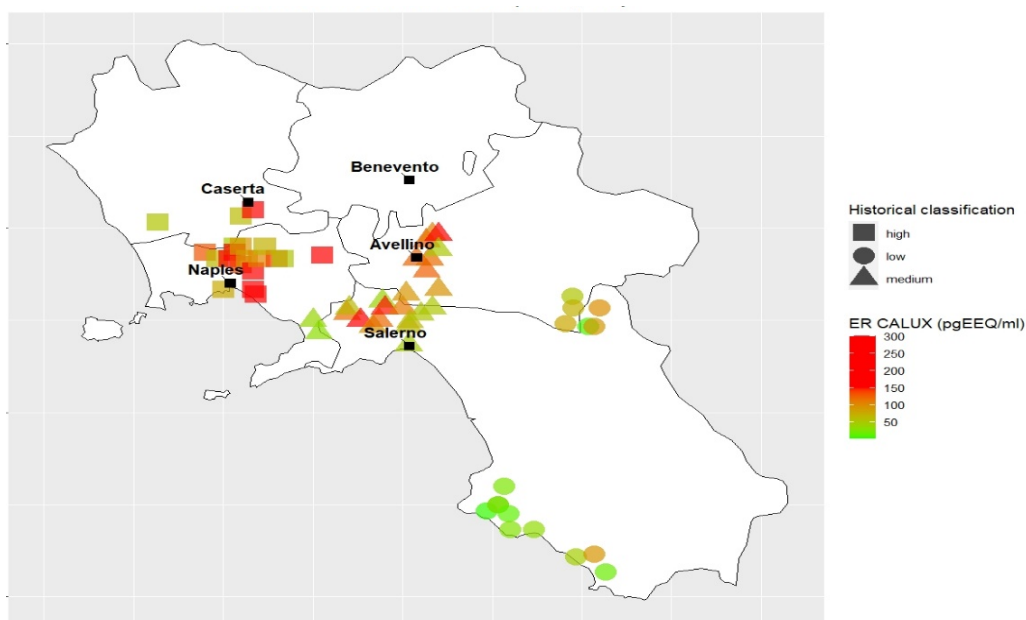 Benevento
Caserta
Avellino
Naples
Salerno
Historical classification
high
low
medium
ER CALUX (pgEEQ/ml)
300
250
200
150
100
50